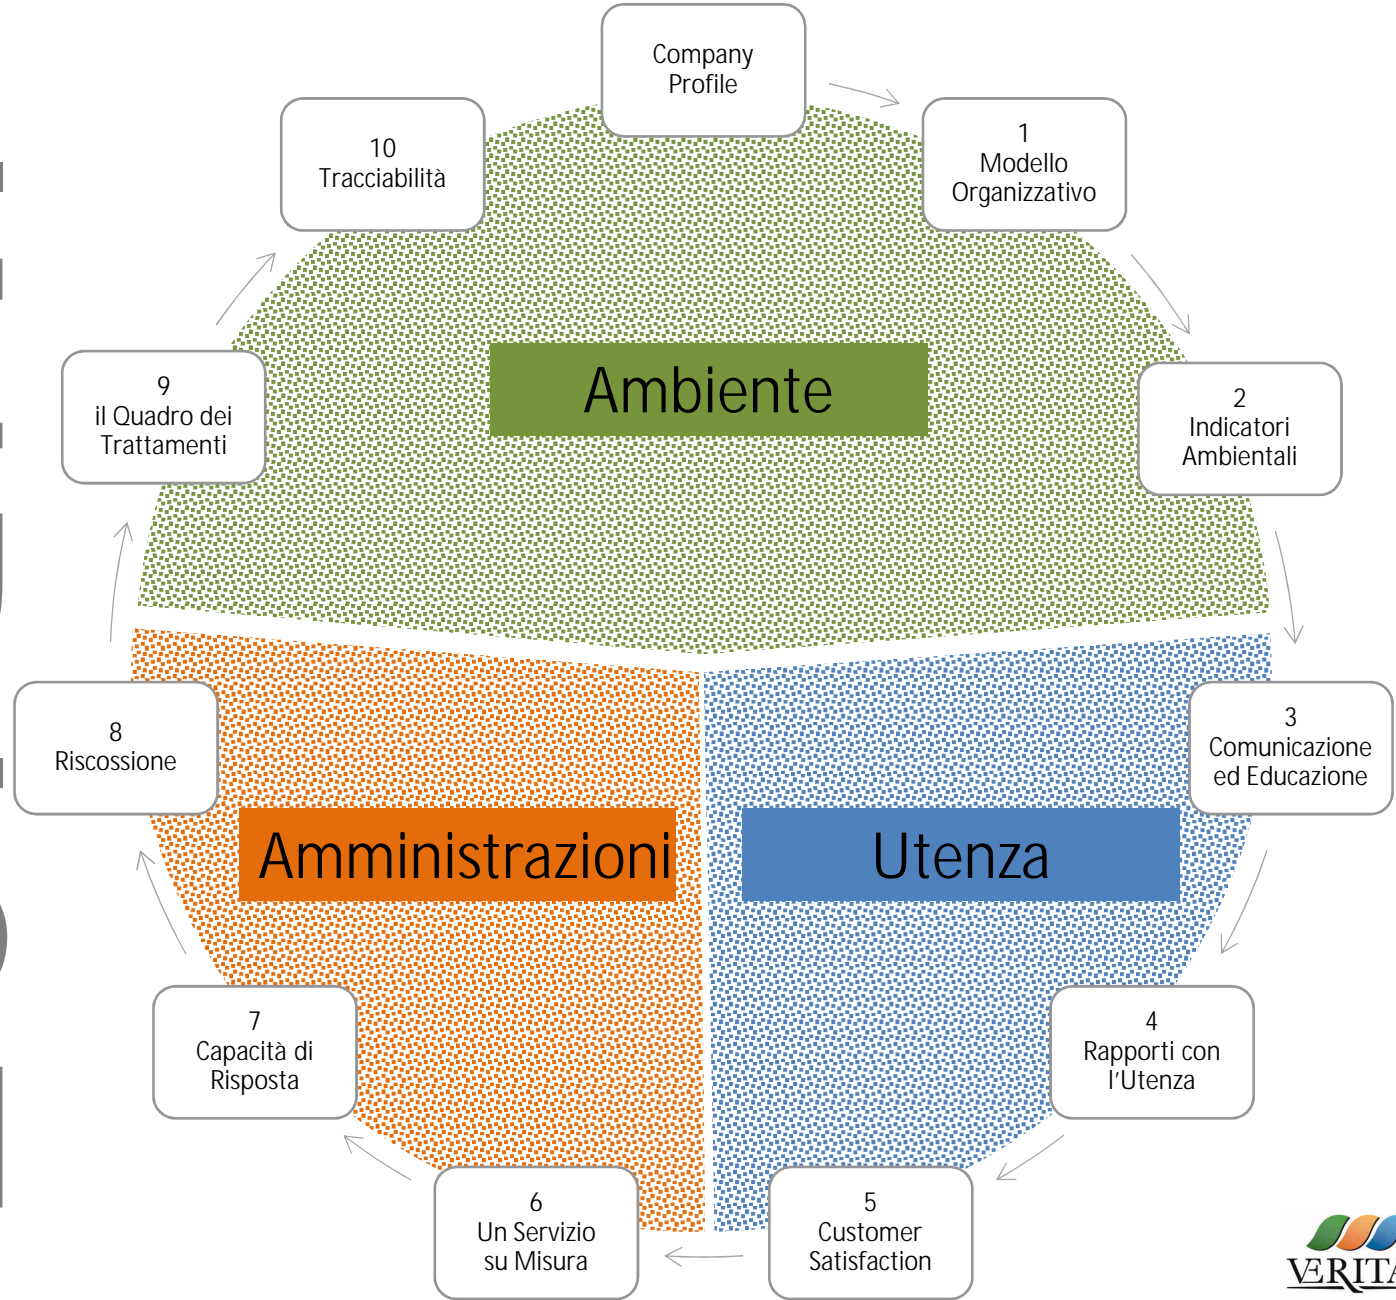 Company
Profile
1
Modello
Organizzativo
2
Indicatori
Ambientali
3
Comunicazione
ed Educazione
4
Rapporti con
l'Utenza
5
Customer
Satisfaction
6
Un Servizio
su Misura
7
Capacità di
Risposta
8
Riscossione
9
il Quadro dei
Trattamenti
10
Tracciabilità
Ambiente
Amministrazioni
Utenza